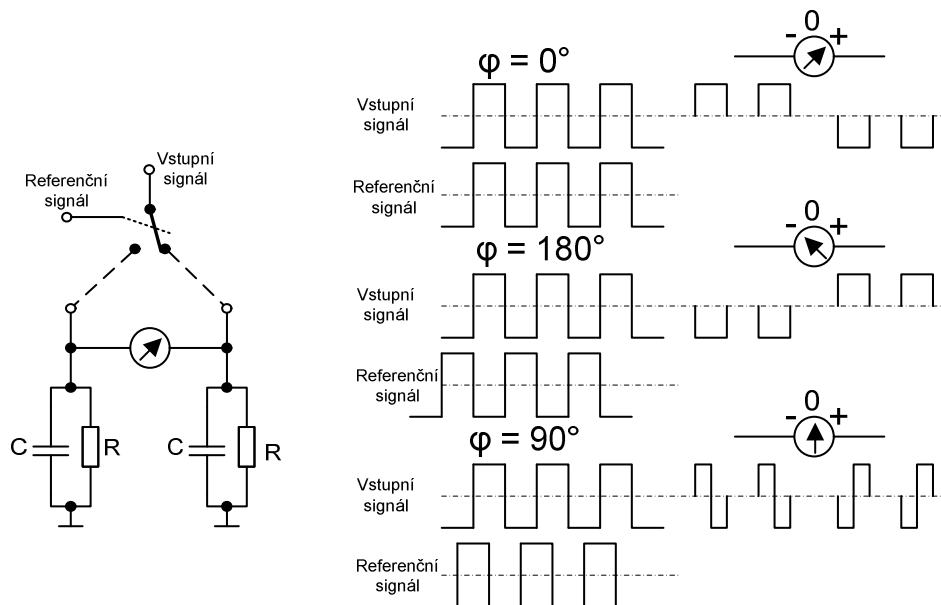 Vstupní
signál
Referenční
signál
C
R
C
R
φ = 0°
- 0 +
Vstupní
signál
Referenční
signál
φ = 180°
- 0 +
Vstupní
signál
Referenční
signál
φ = 90°
- 0 +
Vstupní
signál
Referenční
signál